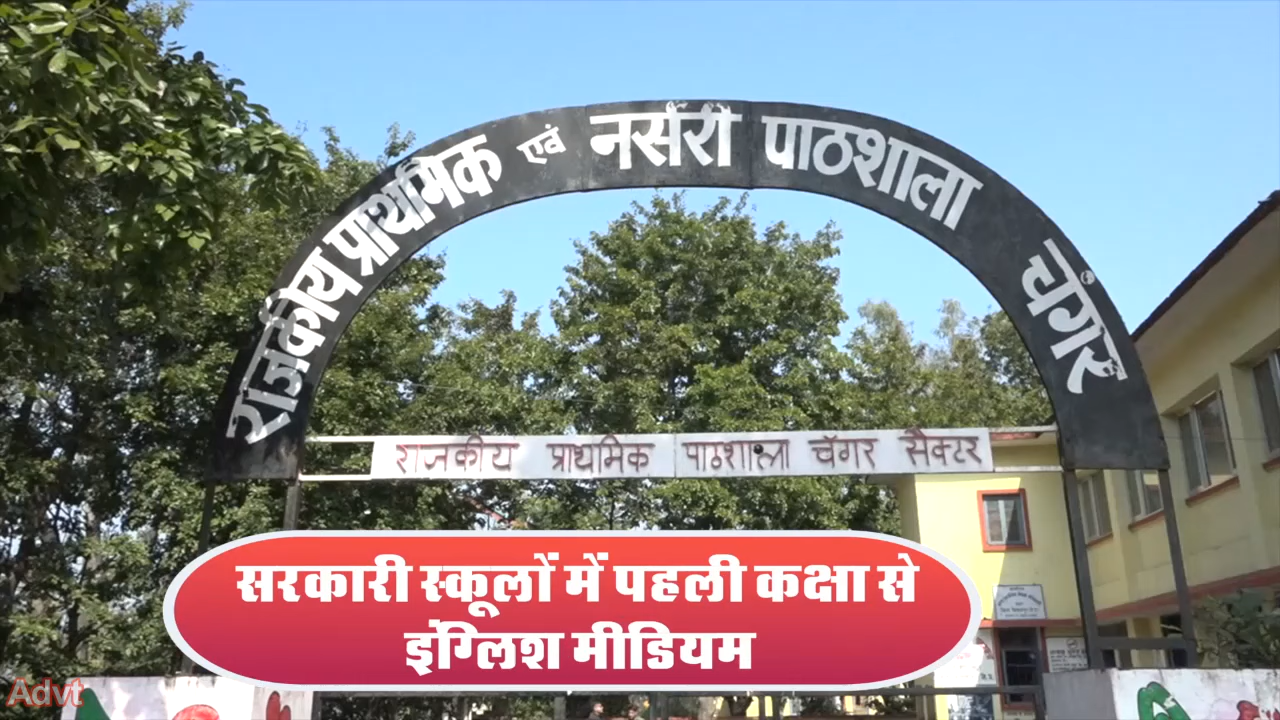 राजकीय प्राथमिक एवं नर्सरी पाठशाला चंगर
राजकीय प्राथमिक पाठशाला चॅगर सैक्टर
सरकारी स्कूलों में पहली कक्षा से
इंग्लिश मीडियम
Advt